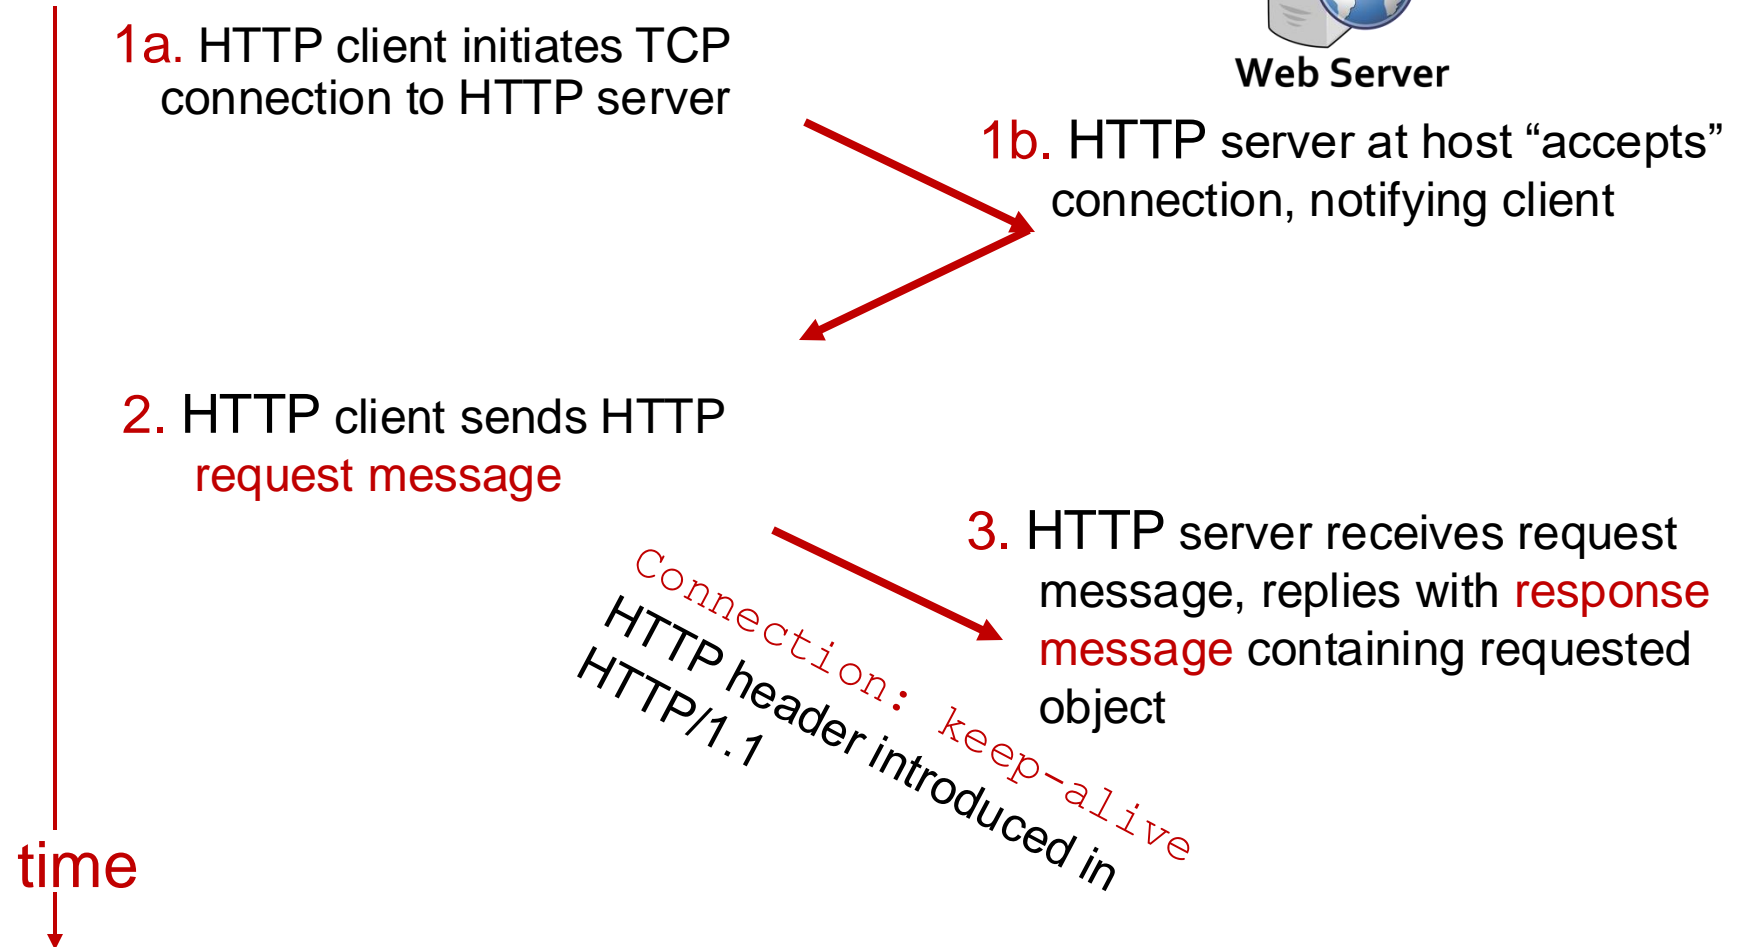 1a. HTTP client initiates TCP
connection to HTTP server
Web Server
1b. HTTP server at host “accepts”
connection, notifying client
2. HTTP client sends HTTP
request message
3. HTTP server receives request
message, replies with response
message containing requested
object
Connection: keep-alive
HTTP header introduced in
HTTP/1.1
time